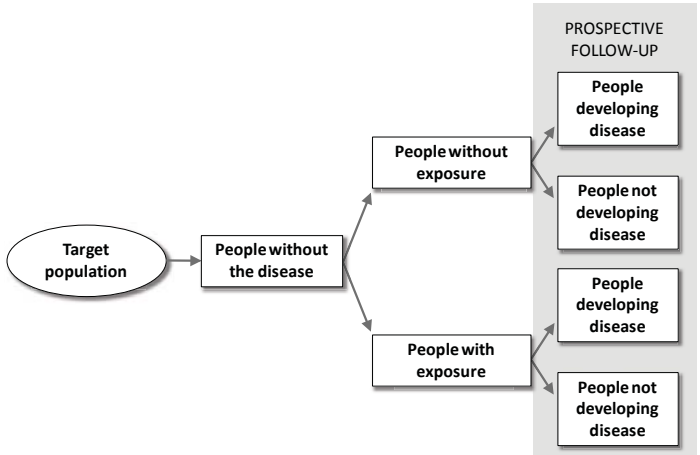 PROSPECTIVE
FOLLOW-UP
People
developing
disease
People without
exposure
People not
developing
disease
Target
population
People without
the disease
People
developing
disease
People with
exposure
People not
developing
disease